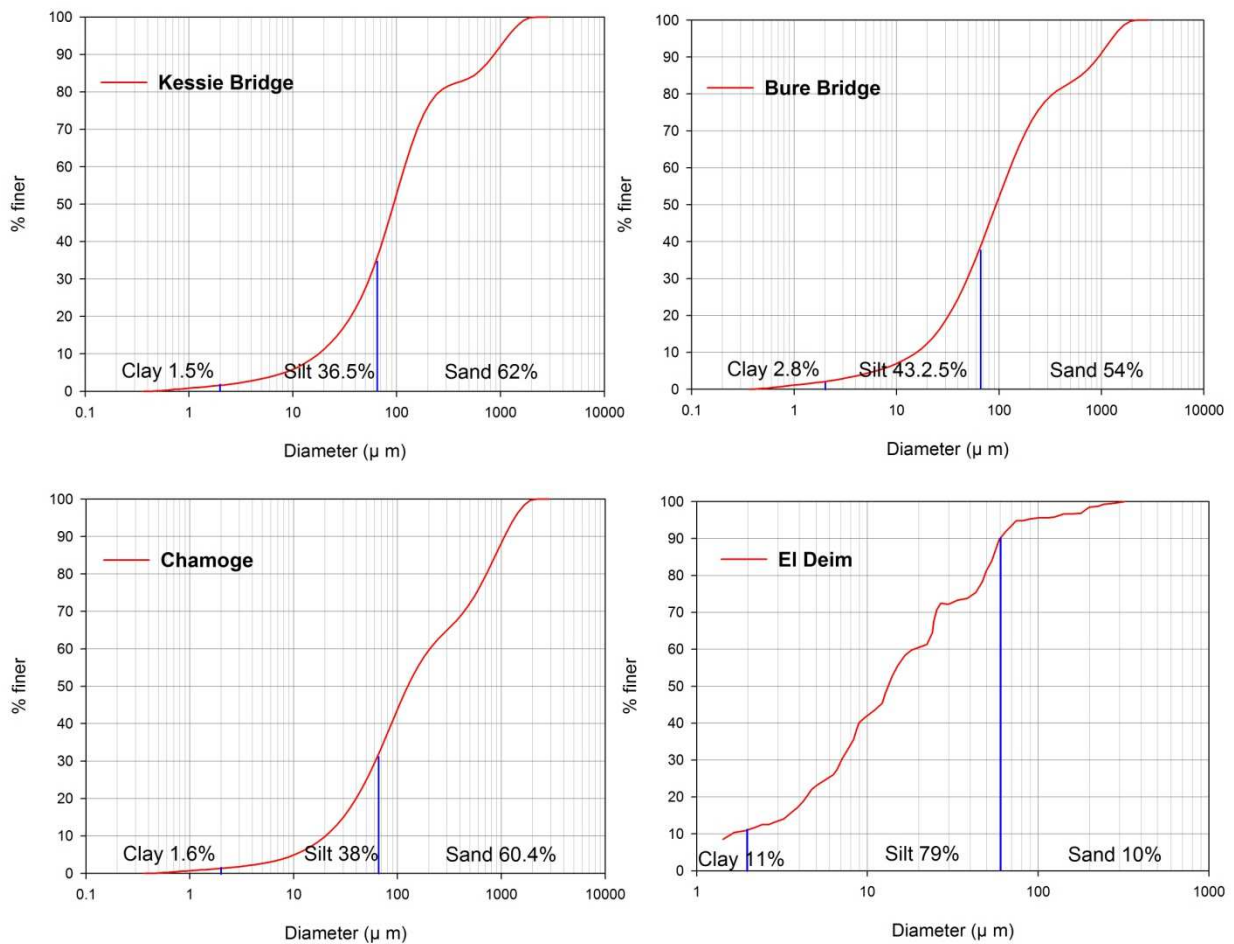 100
90
80
70
60
50
40
30
20
10
0
% finer
Kessie Bridge
Clay 1.5%
Silt 36.5%
Sand 62%
0.1 1 10 100 1000 10000
Diameter (µ m)
100
90
80
70
60
50
40
30
20
10
0
% finer
Bure Bridge
Clay 2.8%
Silt 43.2.5%
Sand 54%
0.1 1 10 100 1000 10000
Diameter (µ m)
100
90
80
70
60
50
40
30
20
10
0
% finer
Chamoge
Clay 1.6%
Silt 38%
Sand 60.4%
0.1 1 10 100 1000 10000
Diameter (µ m)
100
90
80
70
60
50
40
30
20
10
0
% finer
El Deim
Clay 11%
Silt 79%
Sand 10%
1 10 100 1000
Diameter (µ m)